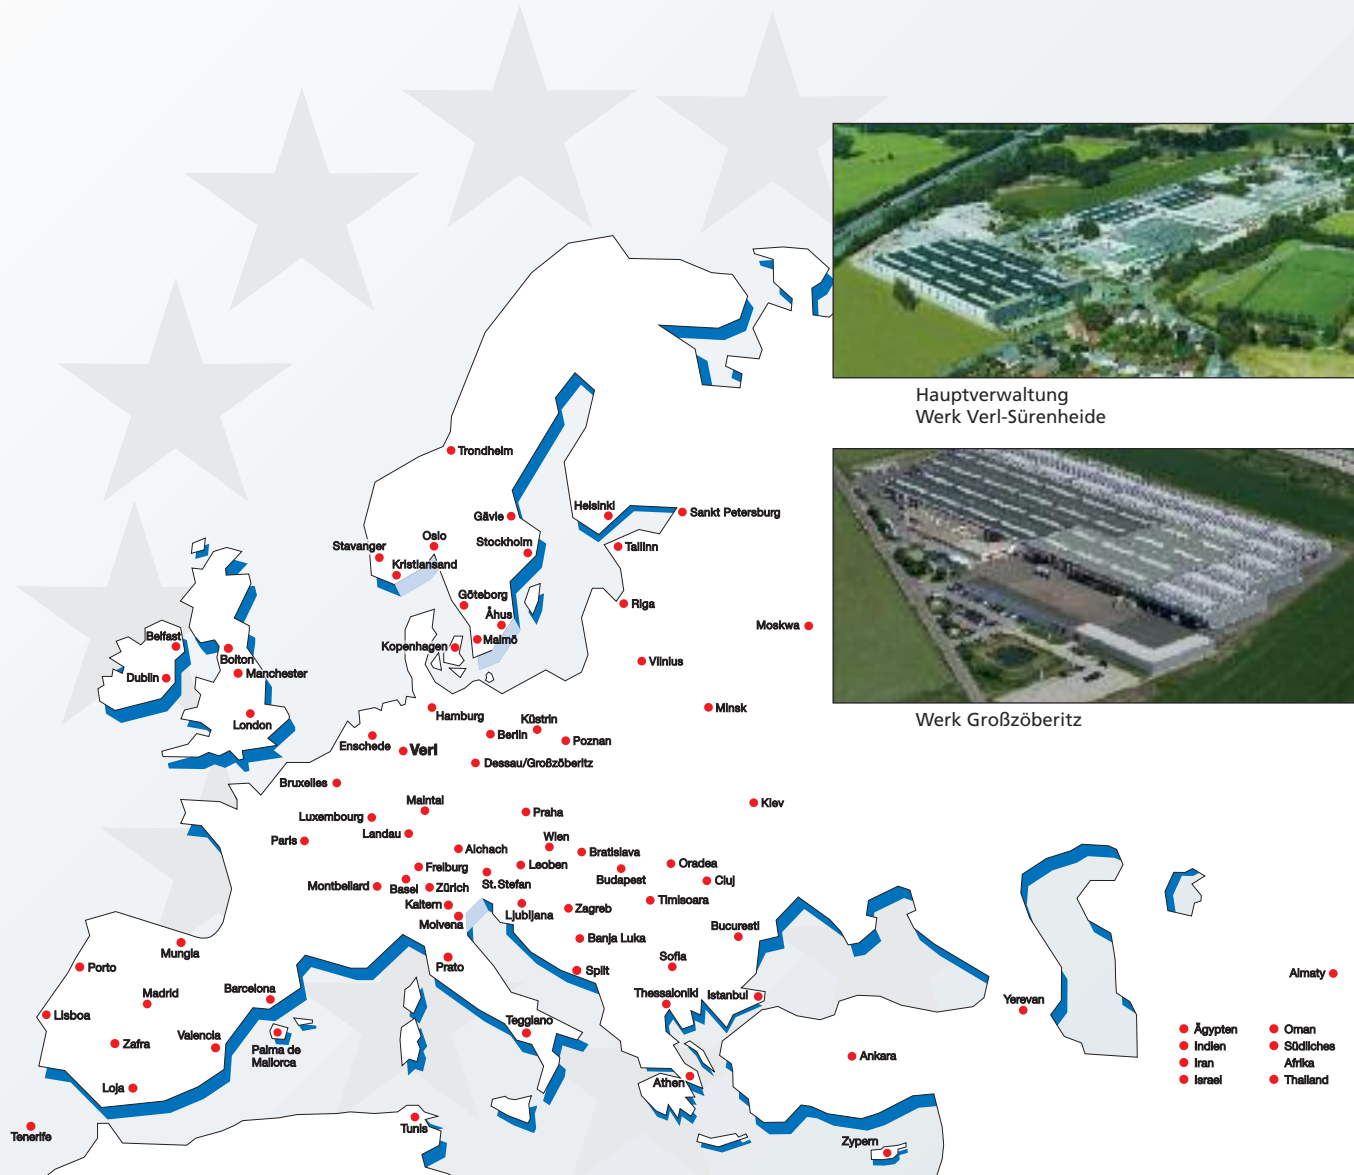 Hauptverwaltung
Werk Verl-Sürenheide
Trondheim
Helsinki
Sankt Petersburg
Gävle
Oslo
Stockholm
Stavanger
Tallinn
Kristiansand
Göteborg
Riga
Åhus
Moskwa
Belfast
Malmö
Kopenhagen
Bolton
Vilnius
Manchester
Dublin
Werk Großzöberitz
Minsk
Hamburg
Küstrin
London
Berlin
Enschede
Verl
Poznan
Dessau/Großzöberitz
Bruxelles
Maintal
Kiev
Luxembourg
Praha
Landau
Wien
Paris
Aichach
Bratislava
Freiburg
Leoben
Oradea
Budapest
Cluj
Montbeliard
Basel
Zürich
St. Stefan
Kaltern
Timisoara
Ljubljana
Zagreb
Molvena
Bucuresti
Banja Luka
Mungia
Sofia
Porto
Prato
Split
Almaty
Barcelona
Madrid
Thessaloniki
Istanbul
Yerevan
Lisboa
Teggiano
Valencia
Zafra
Palma de
Mallorca
Ankara
Athen
Loja
Ägypten
Indien
Iran
Israel
Oman
Südliches
Afrika
Thailand
Tunis
Tenerife
Zypern